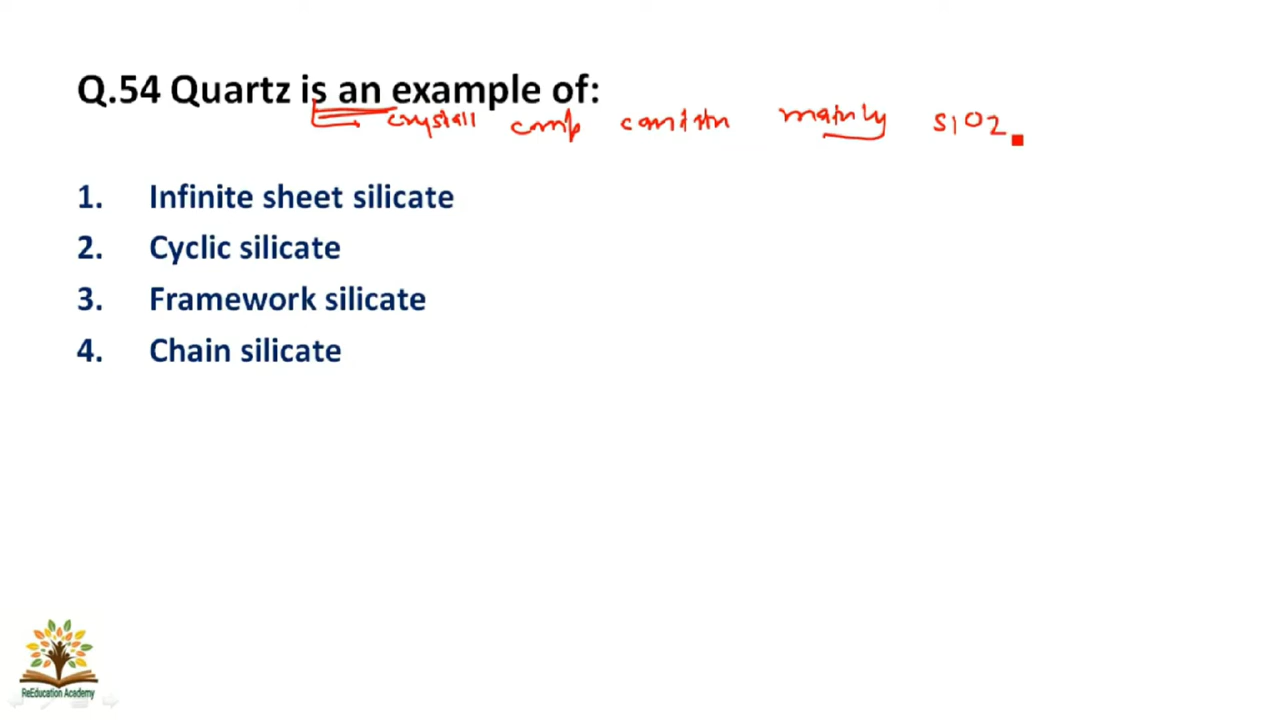 Q.54 Quartz is an example of:
crystall comp mainly SiO2
1. Infinite sheet silicate
2. Cyclic silicate
3. Framework silicate
4. Chain silicate
ReEducation Academy